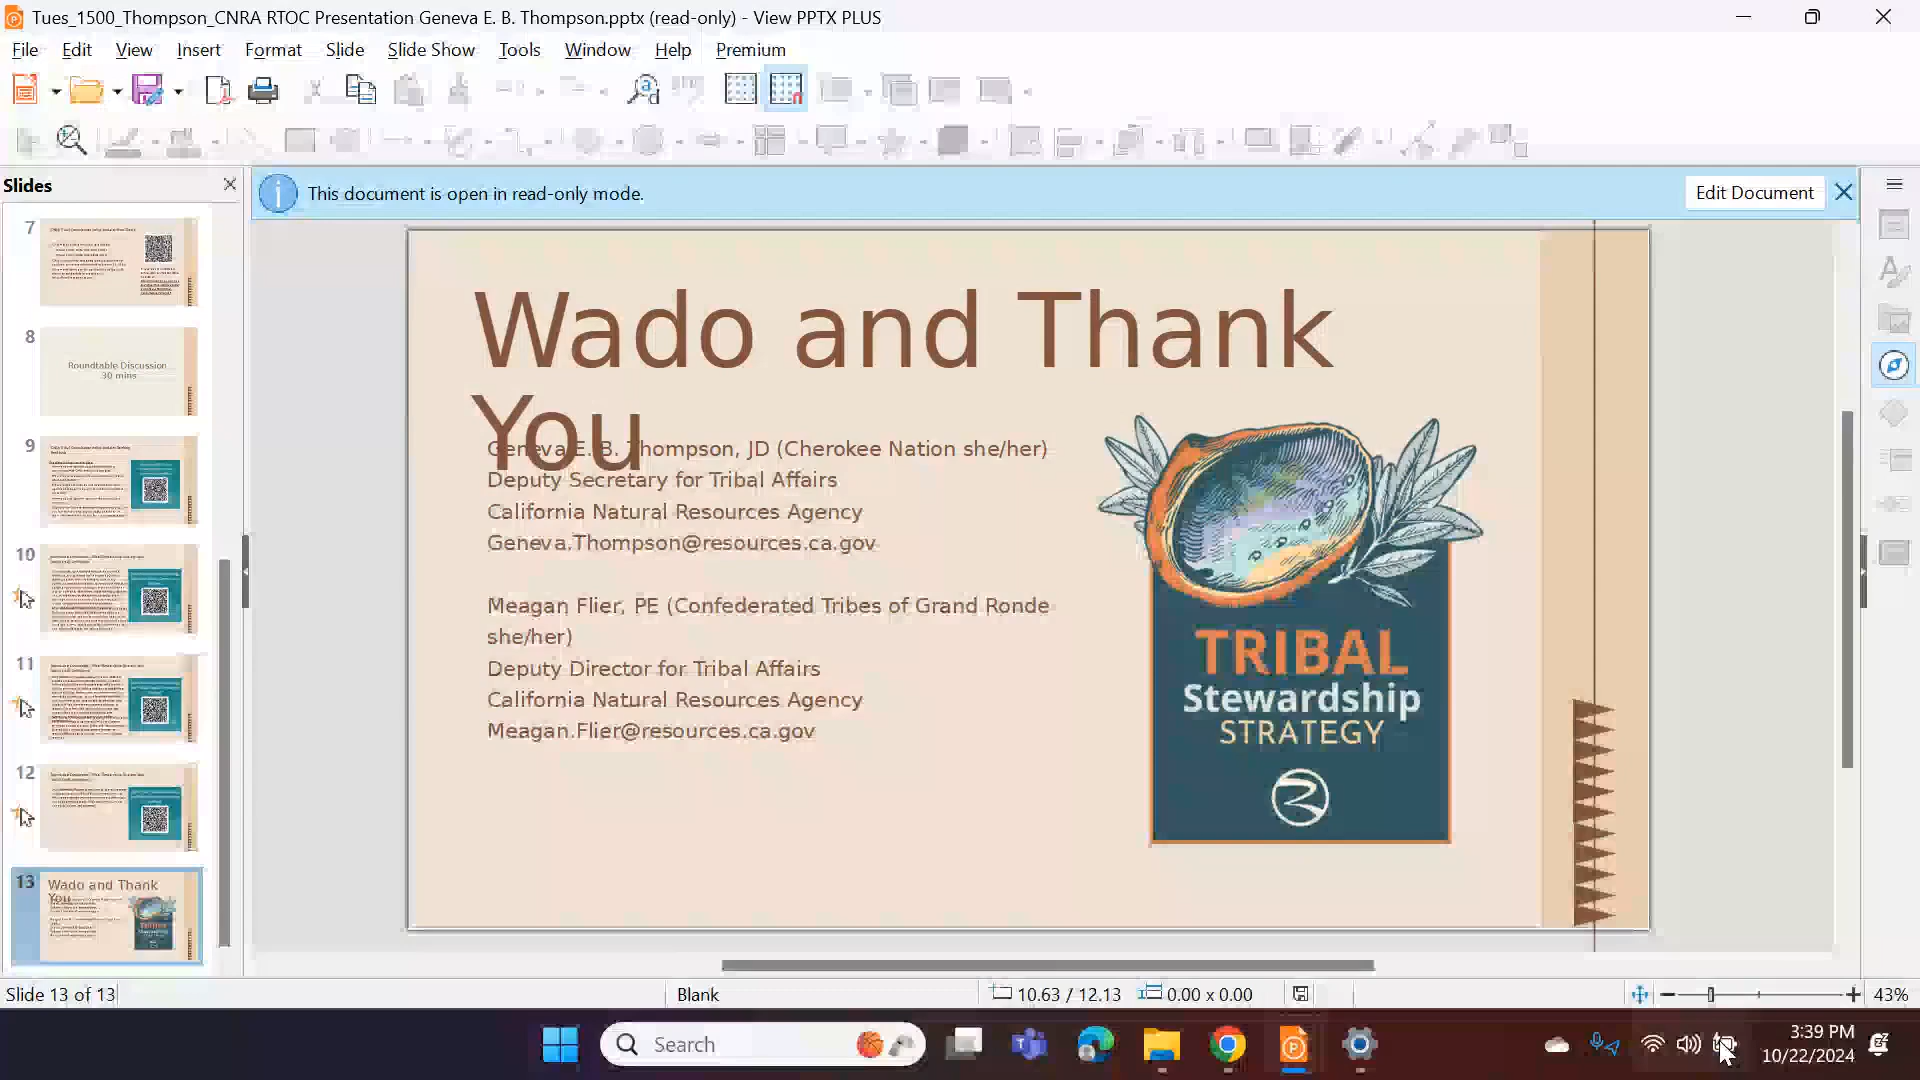 Tues_1500_Thompson_CNRA RTOC Presentation Geneva E. B. Thompson.pptx (read-only) - View PPTX PLUS
File Edit View Insert Format Slide Slide Show Tools Window Help Premium
Slides
This document is open in read-only mode.
Edit Document
7
8
Roundtable Discussion
30 mins
9
10
11
12
13
Wado and Thank
You
Wado and Thank
You
Geneva E. B. Thompson, JD (Cherokee Nation she/her)
Deputy Secretary for Tribal Affairs
California Natural Resources Agency
Geneva.Thompson@resources.ca.gov
Meagan Flier, PE (Confederated Tribes of Grand Ronde
she/her)
Deputy Director for Tribal Affairs
California Natural Resources Agency
Meagan.Flier@resources.ca.gov
TRIBAL
Stewardship
STRATEGY
Slide 13 of 13
Blank
10.63 / 12.13
0.00 x 0.00
43%
Search
3:39 PM
10/22/2024